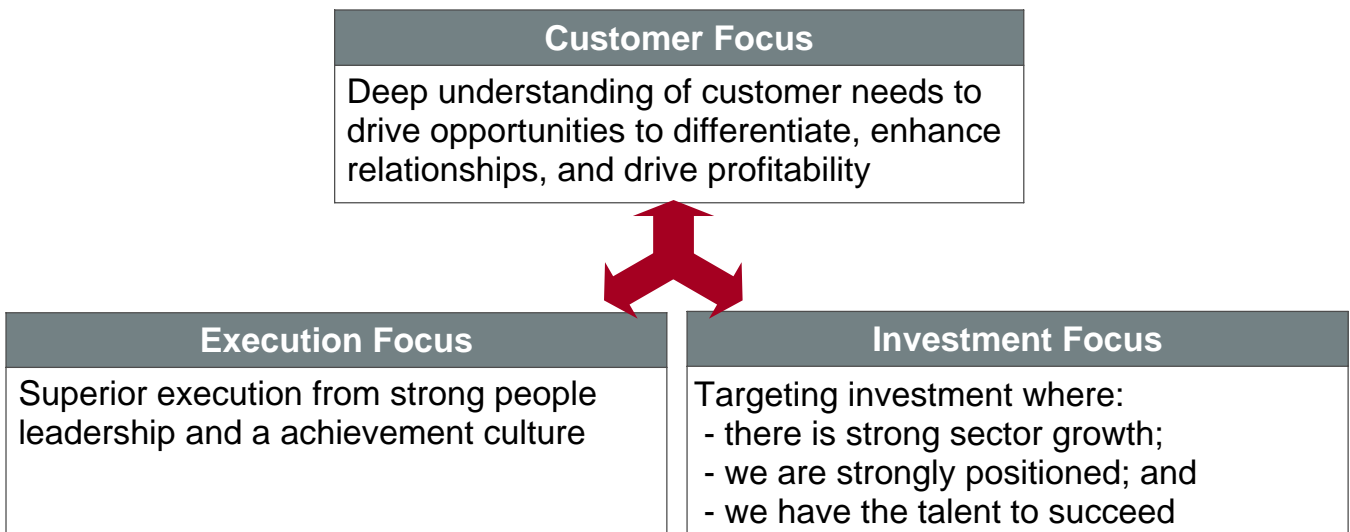 Customer Focus
Deep understanding of customer needs to
drive opportunities to differentiate, enhance
relationships, and drive profitability
Execution Focus
Superior execution from strong people
leadership and a achievement culture
Investment Focus
Targeting investment where:
- there is strong sector growth;
- we are strongly positioned; and
- we have the talent to succeed